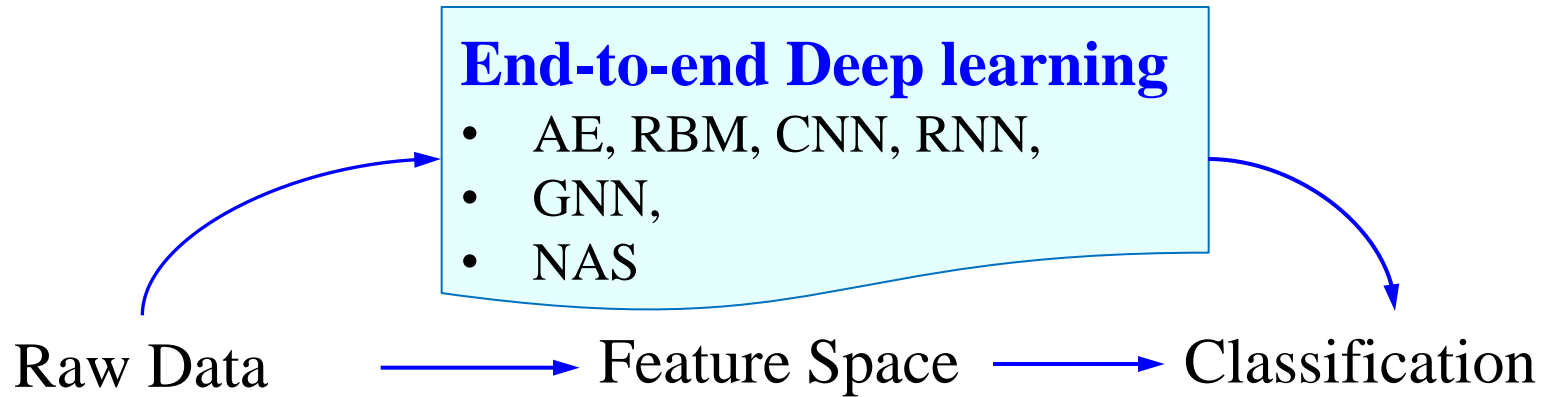 End-to-end Deep learning
• AE, RBM, CNN, RNN,
• GNN,
• NAS
Raw Data
Feature Space
Classification